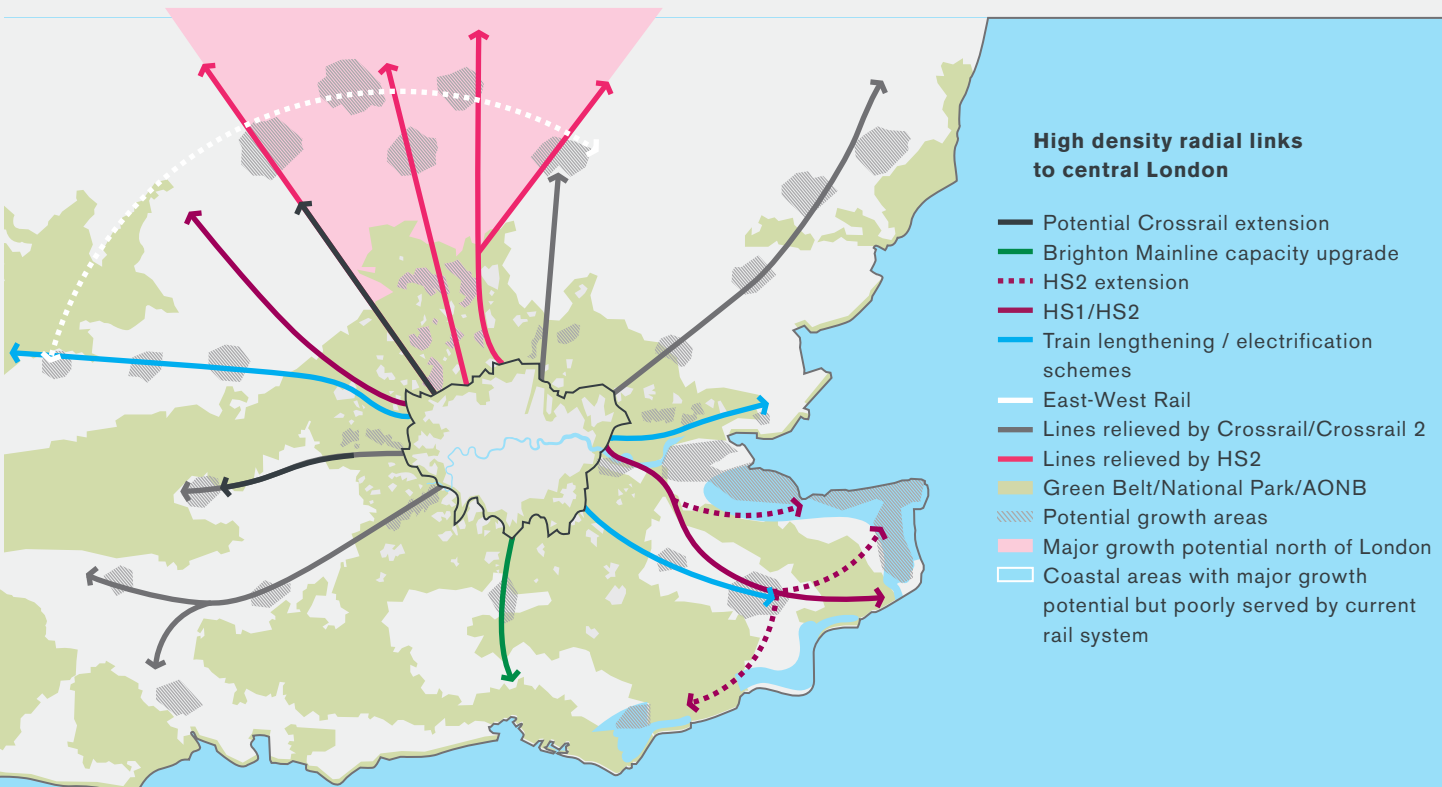 High density radial links
to central London
Potential Crossrail extension
Brighton Mainline capacity upgrade
HS2 extension
HS1/HS2
Train lengthening / electrification
schemes
East-West Rail
Lines relieved by Crossrail/Crossrail 2
Lines relieved by HS2
Green Belt/National Park/AONB
Potential growth areas
Major growth potential north of London
Coastal areas with major growth
potential but poorly served by current
rail system